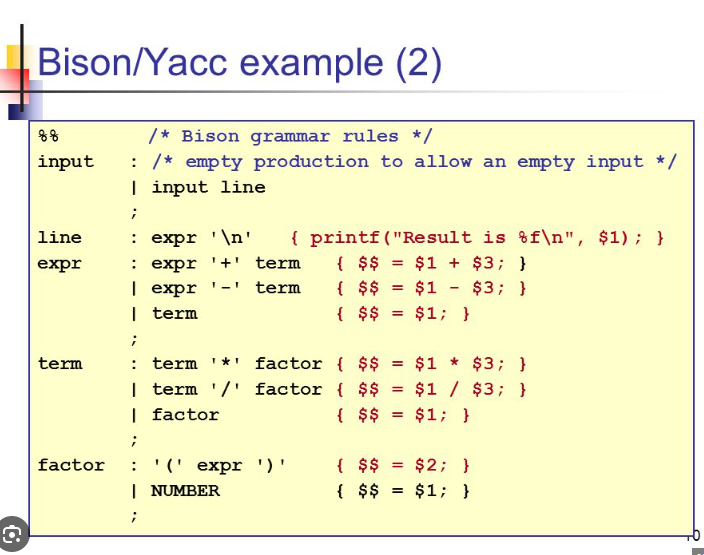 Bison/Yacc example (2)
%% /* Bison grammar rules */
input : /* empty production to allow an empty input */
| input line
;
line : expr '\n' { printf("Result is %f\n", $1); }
expr : expr '+' term { $$ = $1 + $3; }
| expr '-' term { $$ = $1 - $3; }
| term { $$ = $1; }
;
term : term '*' factor { $$ = $1 * $3; }
| term '/' factor { $$ = $1 / $3; }
| factor { $$ = $1; }
;
factor : '(' expr ')' { $$ = $2; }
| NUMBER { $$ = $1; }
;